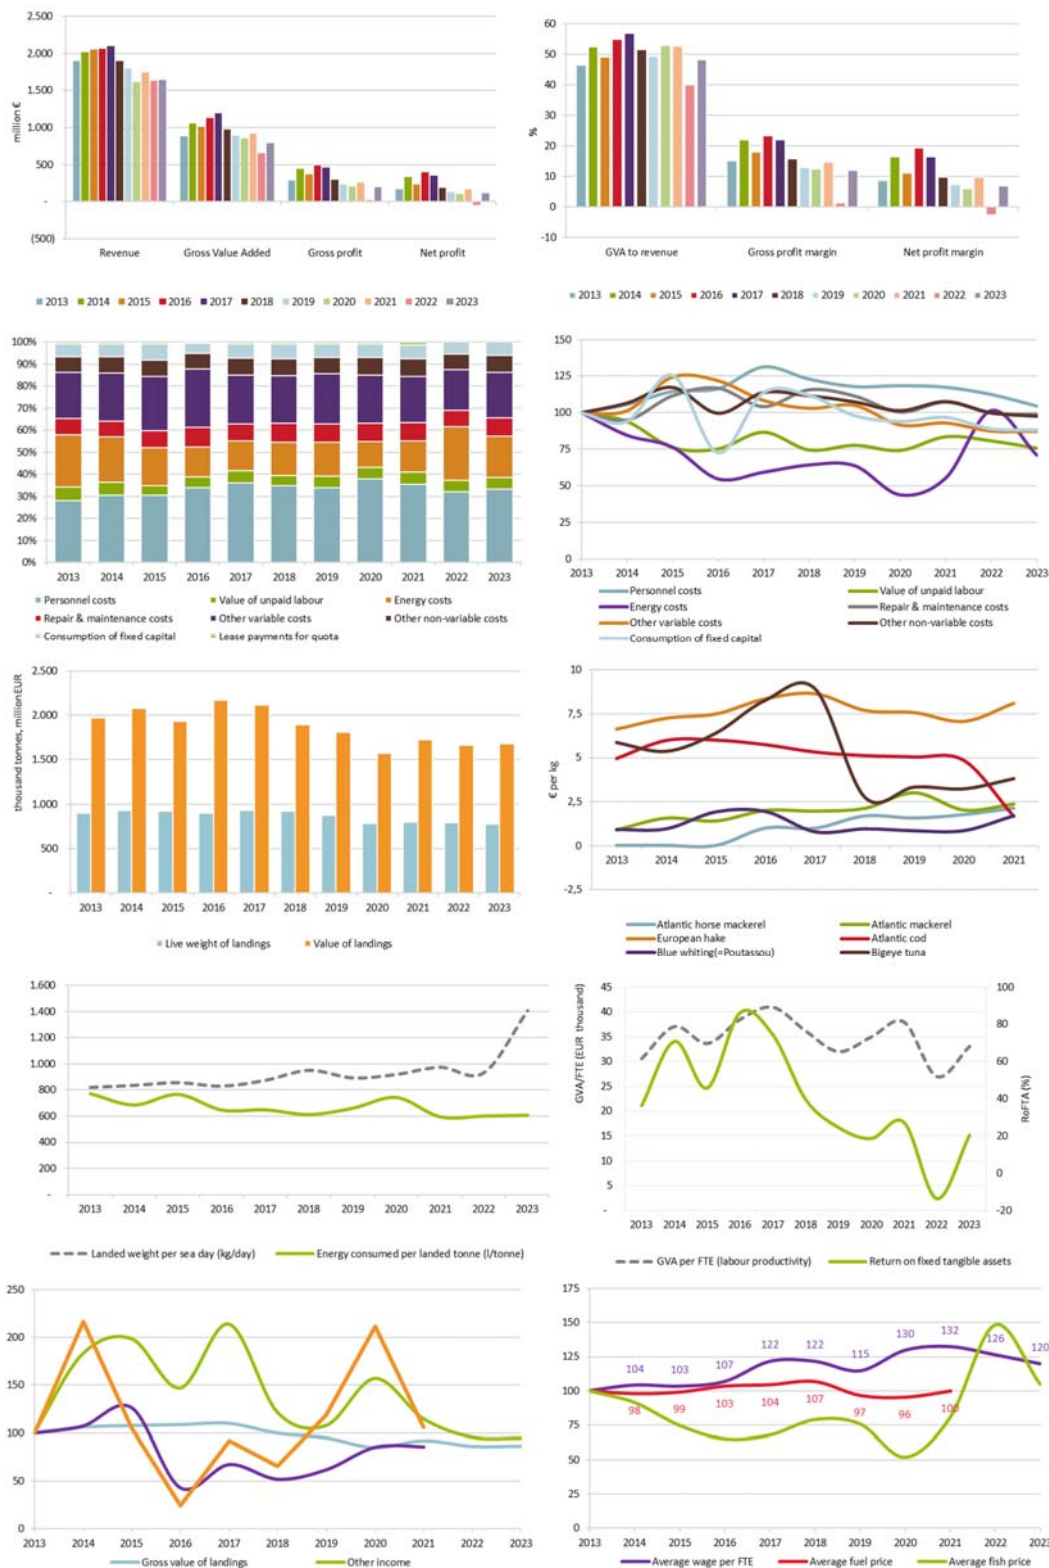 2.500
2.000
1.500
1.000
500
-
(500)
million €
Revenue Gross Value Added Gross profit Net profit
2013 2014 2015 2016 2017 2018 2019 2020 2021 2022 2023
60
50
40
30
20
10
0
-10
%
GVA to revenue Gross profit margin Net profit margin
2013 2014 2015 2016 2017 2018 2019 2020 2021 2022 2023
100%
90%
80%
70%
60%
50%
40%
30%
20%
10%
0%
2013 2014 2015 2016 2017 2018 2019 2020 2021 2022 2023
Personnel costs Value of unpaid labour Energy costs
Repair & maintenance costs Other variable costs Other non-variable costs
Consumption of fixed capital Lease payments for quota
150
125
100
75
50
25
0
2013 2014 2015 2016 2017 2018 2019 2020 2021 2022 2023
Personnel costs Value of unpaid labour
Energy costs Repair & maintenance costs
Other variable costs Other non-variable costs
Consumption of fixed capital
2.500
2.000
1.500
1.000
500
-
thousand tonnes, millionEUR
2013 2014 2015 2016 2017 2018 2019 2020 2021 2022 2023
Live weight of landings Value of landings
10
7,5
5
2,5
0
-2,5
€ per kg
2013 2014 2015 2016 2017 2018 2019 2020 2021
Atlantic horse mackerel Atlantic mackerel
European hake Atlantic cod
Blue whiting(=Poutassou) Bigeye tuna
1.600
1.400
1.200
1.000
800
600
400
200
-
2013 2014 2015 2016 2017 2018 2019 2020 2021 2022 2023
Landed weight per sea day (kg/day) Energy consumed per landed tonne (l/tonne)
45
40
35
30
25
20
15
10
5
-
GVA/FTE (EUR thousand)
100
80
60
40
20
0
-20
RoFTA (%)
2013 2014 2015 2016 2017 2018 2019 2020 2021 2022 2023
GVA per FTE (labour productivity) Return on fixed tangible assets
250
200
150
100
50
0
2013 2014 2015 2016 2017 2018 2019 2020 2021 2022 2023
Gross value of landings Other income
175
150
125
100
75
50
25
0
104 103 107 122 122 115 130 132 126 120
98 99 103 104 107 97 96 100
2013 2014 2015 2016 2017 2018 2019 2020 2021 2022 2023
Average wage per FTE Average fuel price Average fish price